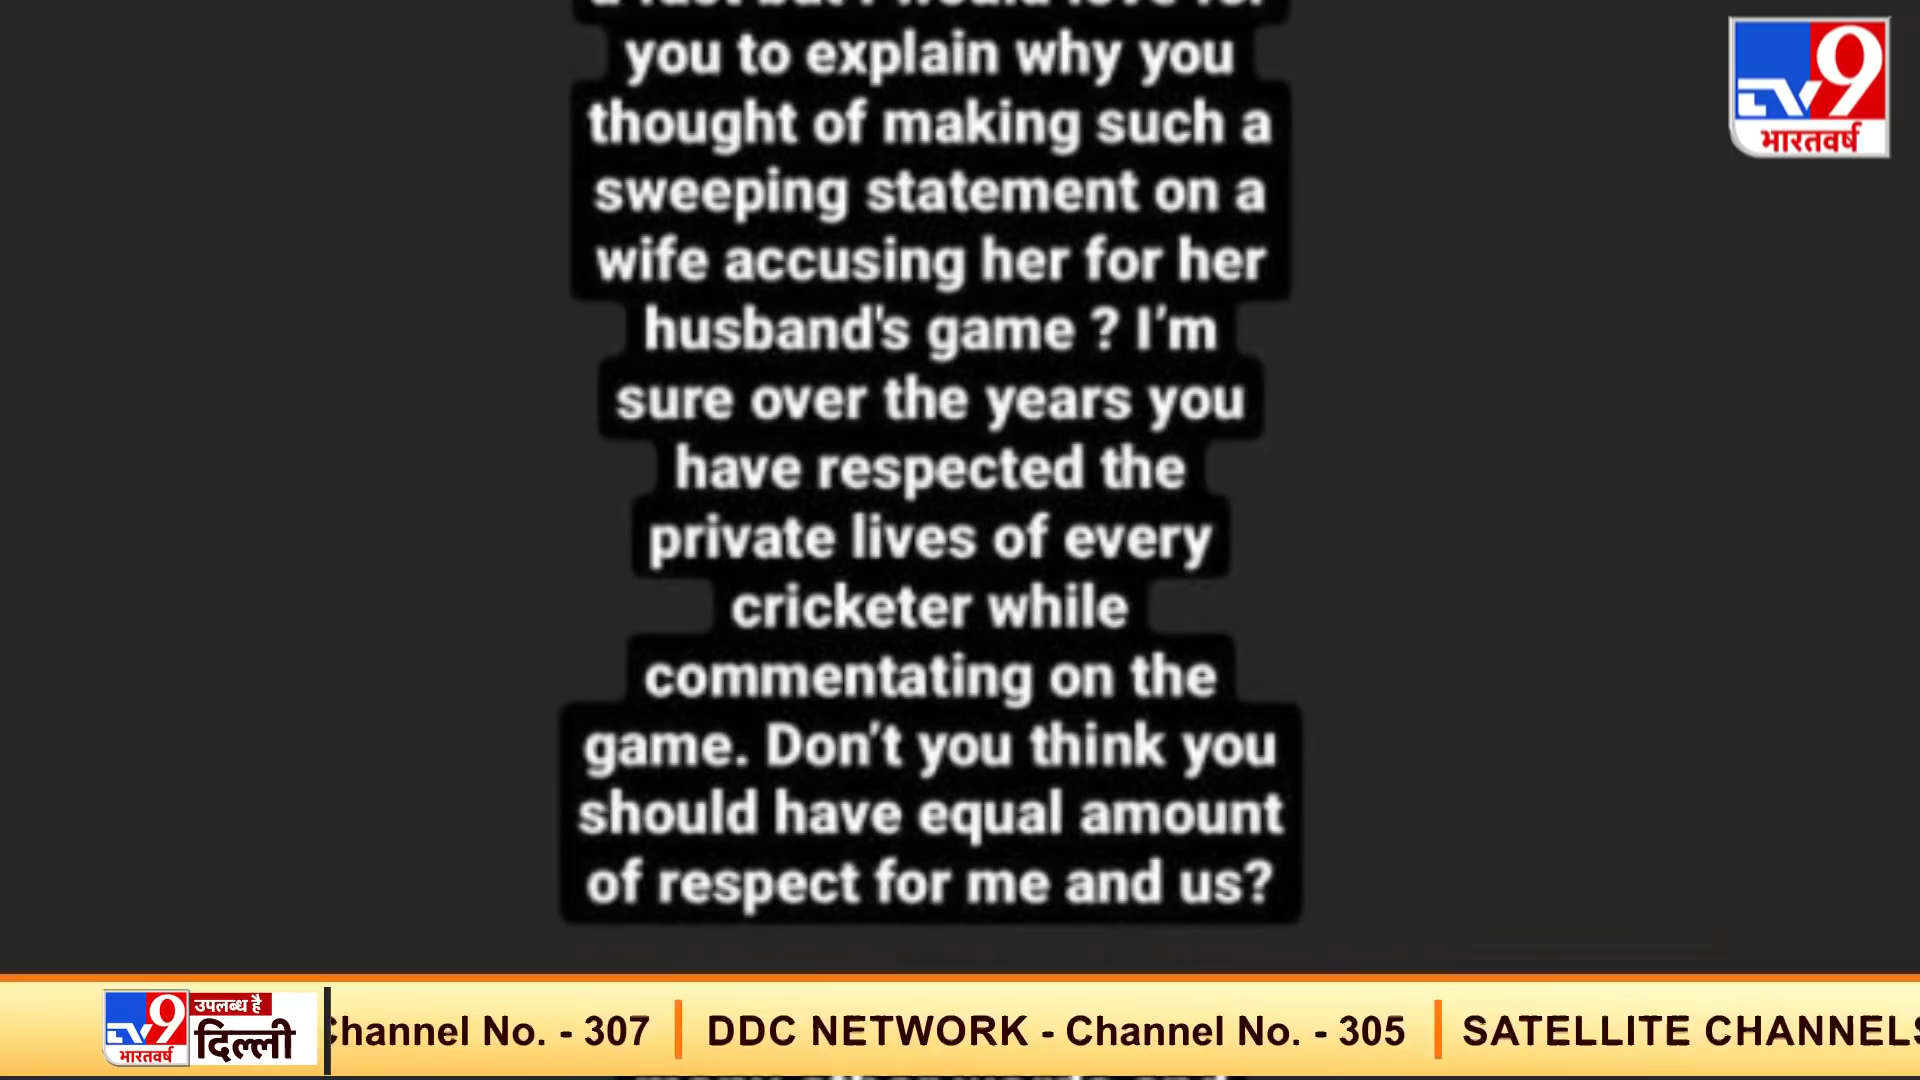 you to explain why you
thought of making such a
sweeping statement on a
wife accusing her for her
husband's game ? I’m
sure over the years you
have respected the
private lives of every
cricketer while
commentating on the
game. Don’t you think you
should have equal amount
of respect for me and us?
TV9
भारतवर्ष
TV9 भारतवर्ष उपलब्ध है दिल्ली
Channel No. - 307 | DDC NETWORK - Channel No. - 305 | SATELLITE CHANNELS